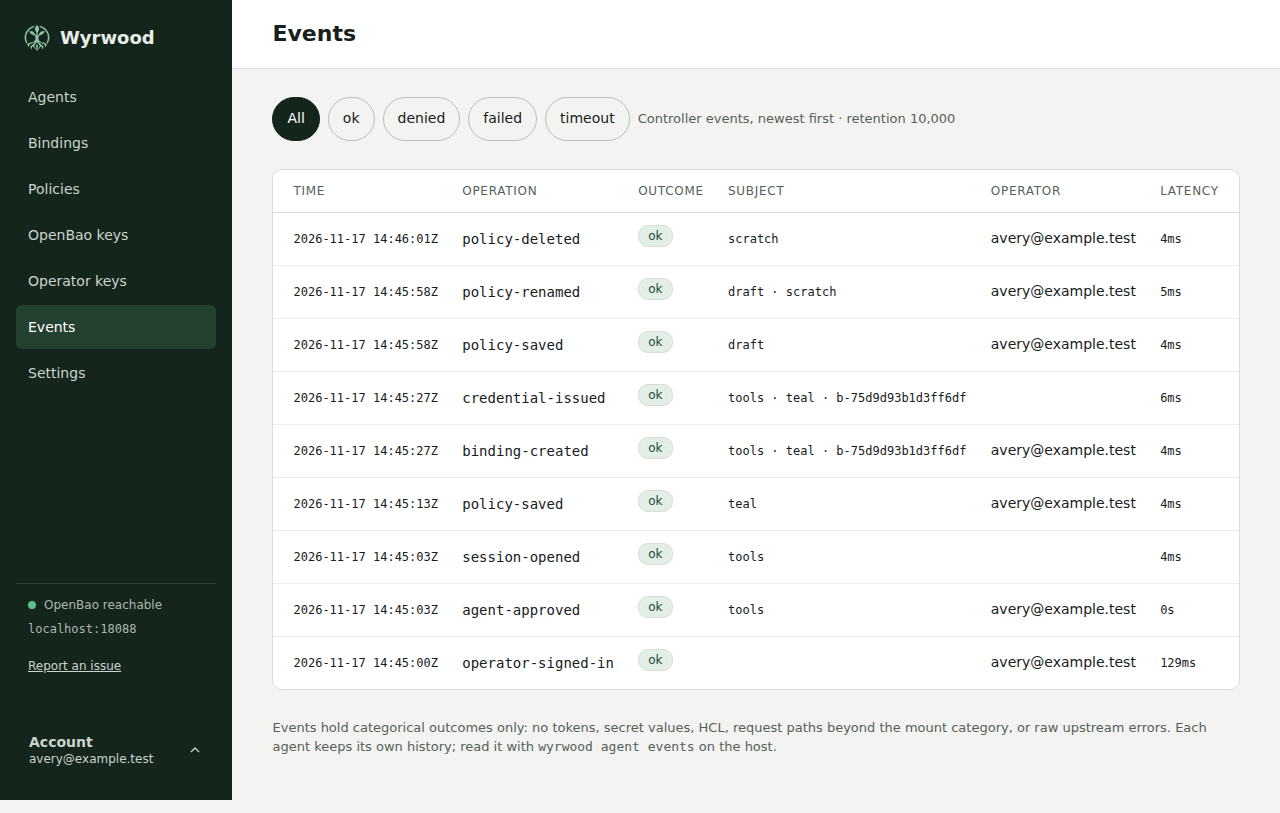 Wyrwood
Agents
Bindings
Policies
OpenBao keys
Operator keys
Events
Settings
OpenBao reachable
localhost:18088
Report an issue
Account
avery@example.test
Events
All ok denied failed timeout Controller events, newest first · retention 10,000
TIME OPERATION OUTCOME SUBJECT OPERATOR LATENCY
2026-11-17 14:46:01Z policy-deleted ok scratch avery@example.test 4ms
2026-11-17 14:45:58Z policy-renamed ok draft · scratch avery@example.test 5ms
2026-11-17 14:45:58Z policy-saved ok draft avery@example.test 4ms
2026-11-17 14:45:27Z credential-issued ok tools · teal · b-75d9d93b1d3ff6df 6ms
2026-11-17 14:45:27Z binding-created ok tools · teal · b-75d9d93b1d3ff6df avery@example.test 4ms
2026-11-17 14:45:13Z policy-saved ok teal avery@example.test 4ms
2026-11-17 14:45:03Z session-opened ok tools 4ms
2026-11-17 14:45:03Z agent-approved ok tools avery@example.test 0s
2026-11-17 14:45:00Z operator-signed-in ok avery@example.test 129ms
Events hold categorical outcomes only: no tokens, secret values, HCL, request paths beyond the mount category, or raw upstream errors. Each
agent keeps its own history; read it with wyrwood agent events on the host.